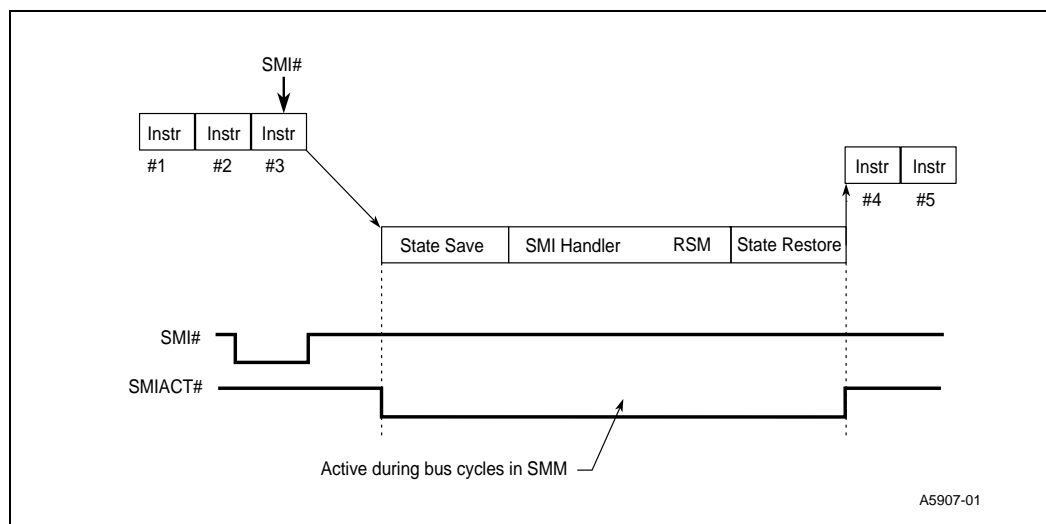 SMI#
Instr Instr Instr
#1 #2 #3
Instr Instr
#4 #5
State Save SMI Handler RSM State Restore
SMI#
SMIACT#
Active during bus cycles in SMM
A5907-01